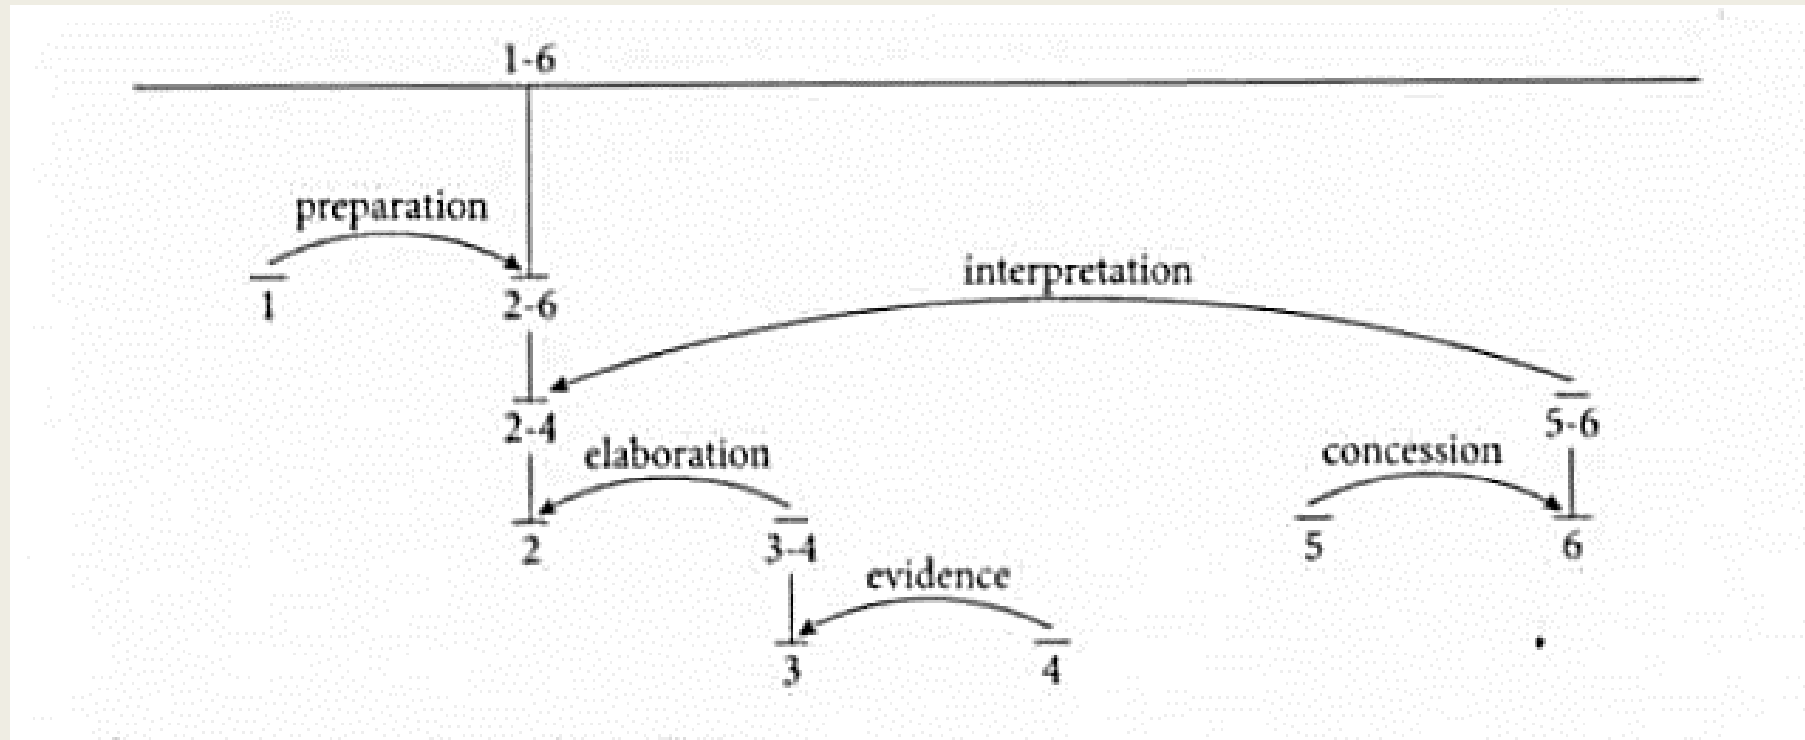 1-6
preparation
interpretation
1
2-6
2-4
5-6
elaboration
concession
2
3-4
5
6
evidence
3
4